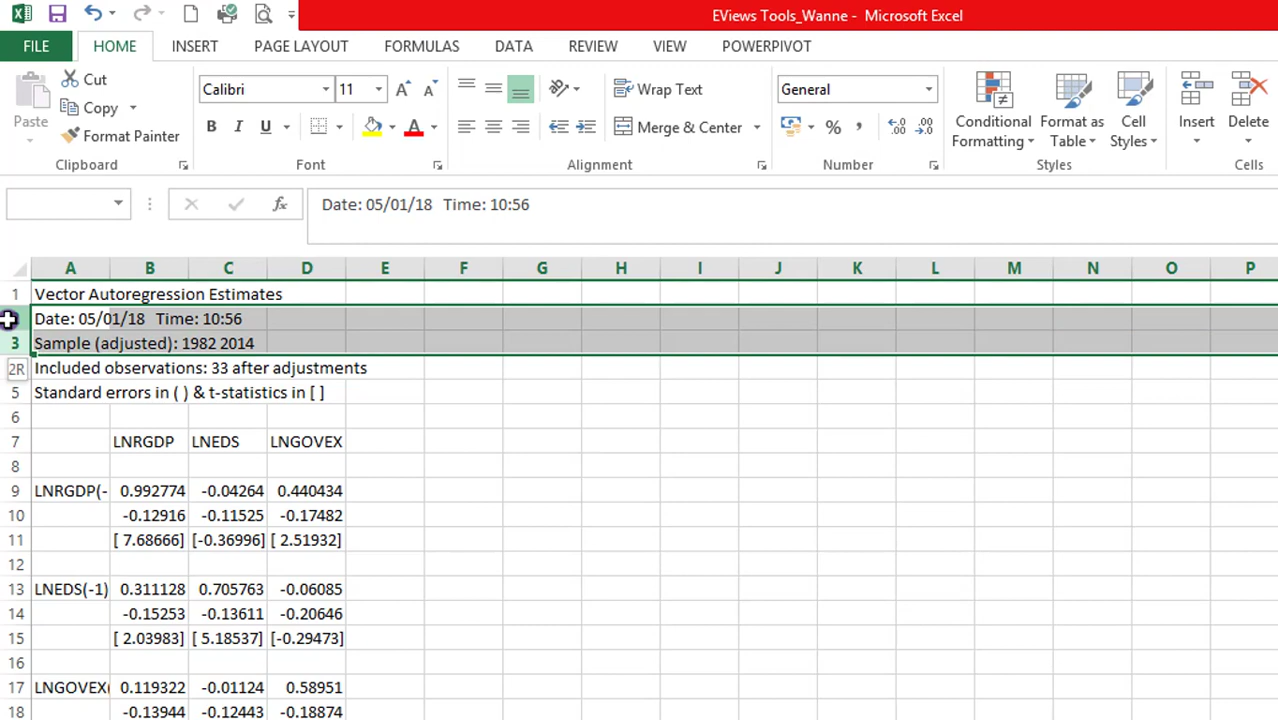 EViews Tools_Wanne - Microsoft Excel
FILE HOME INSERT PAGE LAYOUT FORMULAS DATA REVIEW VIEW POWERPIVOT
Cut
Calibri 11 A A Wrap Text General
Copy
Paste
Format Painter
B I U A Merge & Center % ,
Conditional Formatting
Format as Table
Cell Styles
Insert Delete
Clipboard Font Alignment Number Styles Cells
fx Date: 05/01/18 Time: 10:56
A B C D E F G H I J K L M N O P
1 Vector Autoregression Estimates
Date: 05/01/18 Time: 10:56
3 Sample (adjusted): 1982 2014
2R Included observations: 33 after adjustments
5 Standard errors in ( ) & t-statistics in [ ]
6
7 LNRGDP LNEDS LNGOVEX
8
9 LNRGDP(- 0.992774 -0.04264 0.440434
10 -0.12916 -0.11525 -0.17482
11 [ 7.68666] [-0.36996] [ 2.51932]
12
13 LNEDS(-1) 0.311128 0.705763 -0.06085
14 -0.15253 -0.13611 -0.20646
15 [ 2.03983] [ 5.18537] [-0.29473]
16
17 LNGOVEX( 0.119322 -0.01124 0.58951
18 -0.13944 -0.12443 -0.18874